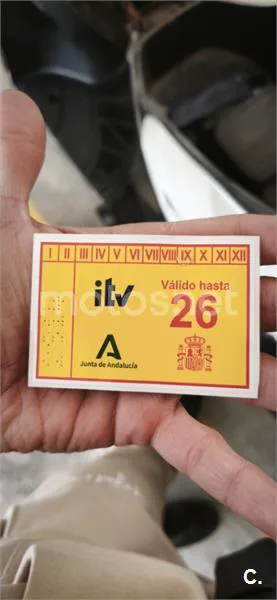 I II III IV V VI VII VIII IX X XI XII
itv
Válido hasta
26
Junta de Andalucía
motos.net
C.